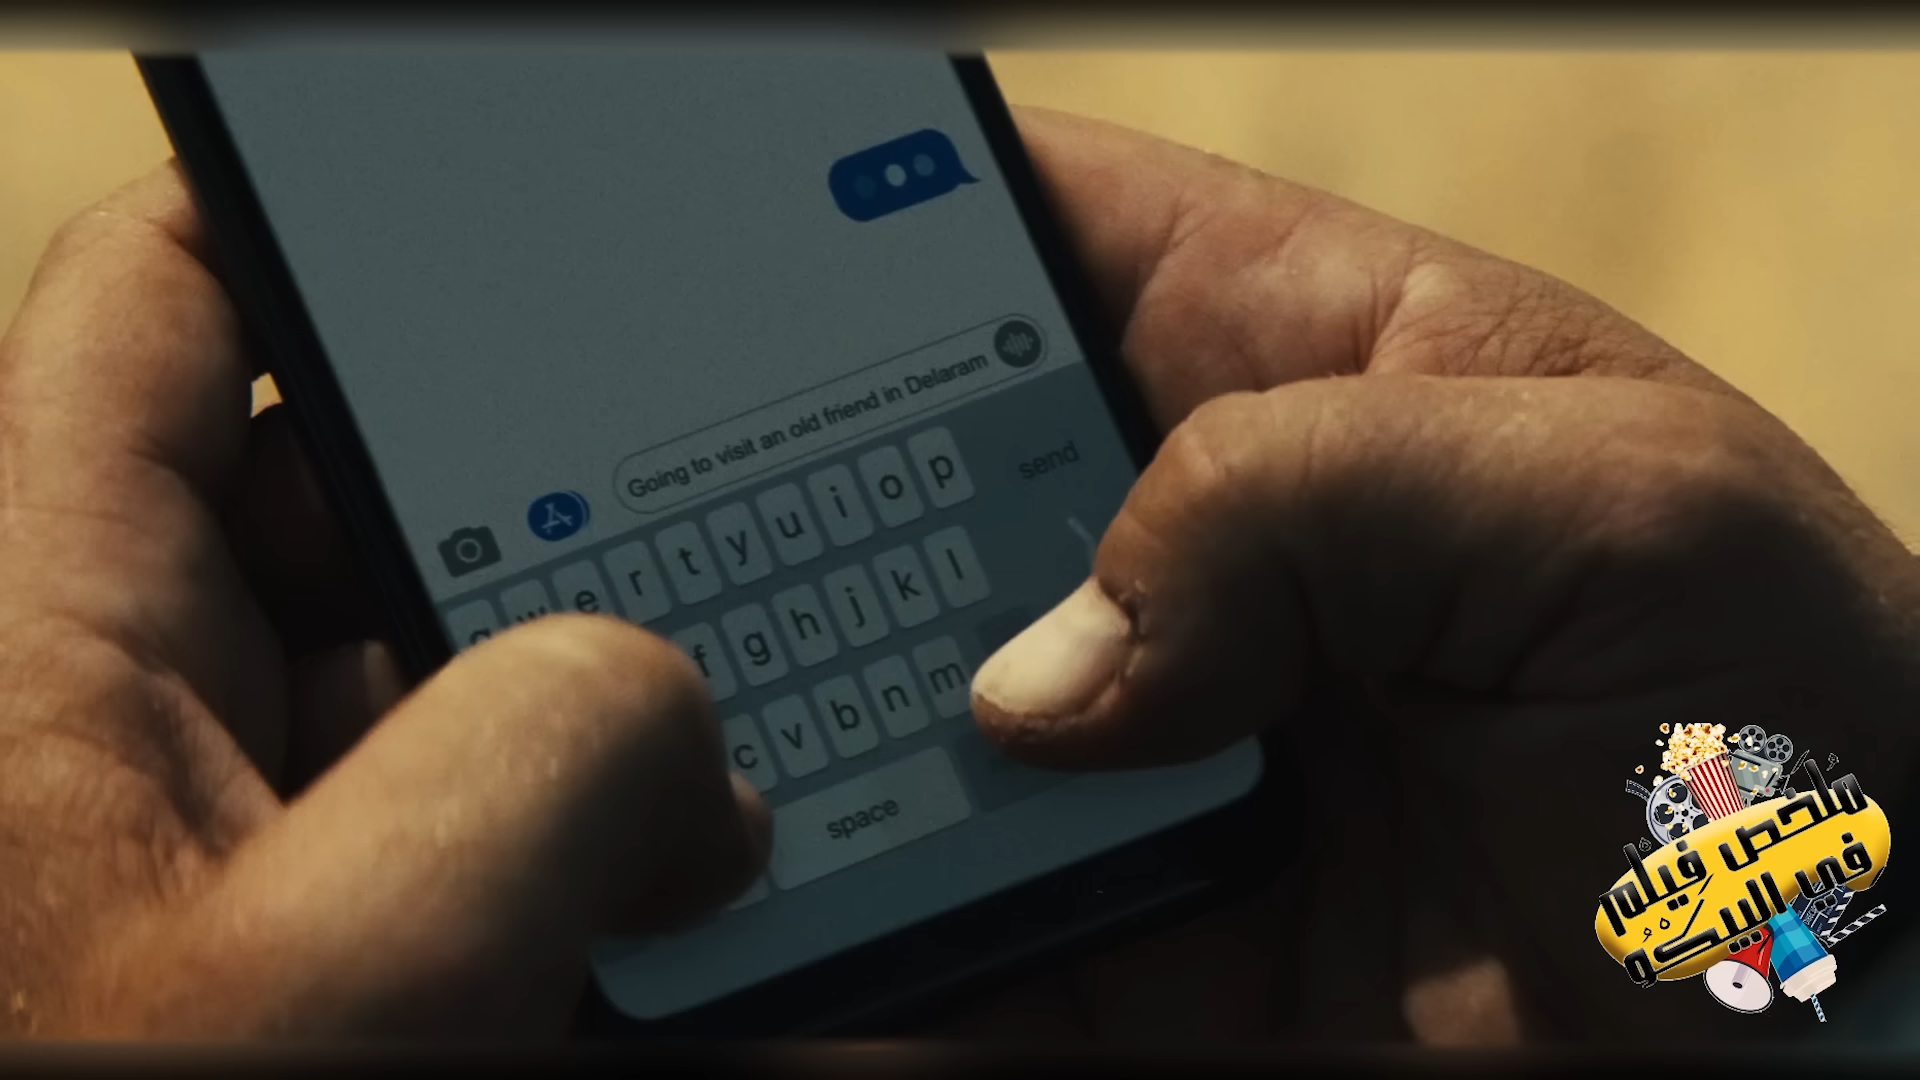 Going to visit an old friend in Delaram
send
q w e r t y u i o p
f g h j k l
c v b n m
space
ملخص فيلم
في البيكو